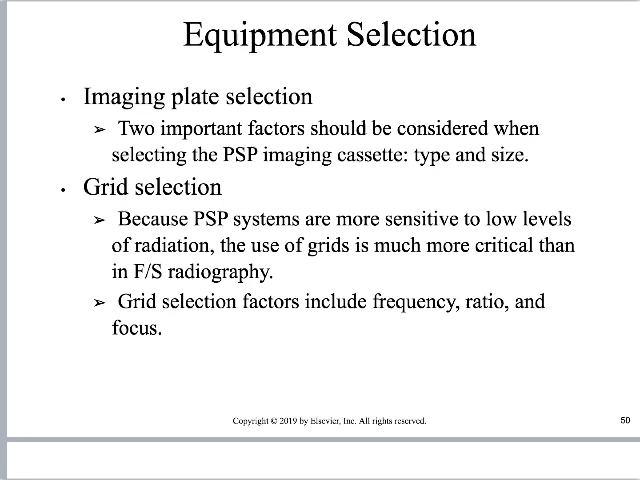 Equipment Selection
• Imaging plate selection
➢ Two important factors should be considered when
selecting the PSP imaging cassette: type and size.
• Grid selection
➢ Because PSP systems are more sensitive to low levels
of radiation, the use of grids is much more critical than
in F/S radiography.
➢ Grid selection factors include frequency, ratio, and
focus.
Copyright © 2019 by Elsevier, Inc. All rights reserved.
50